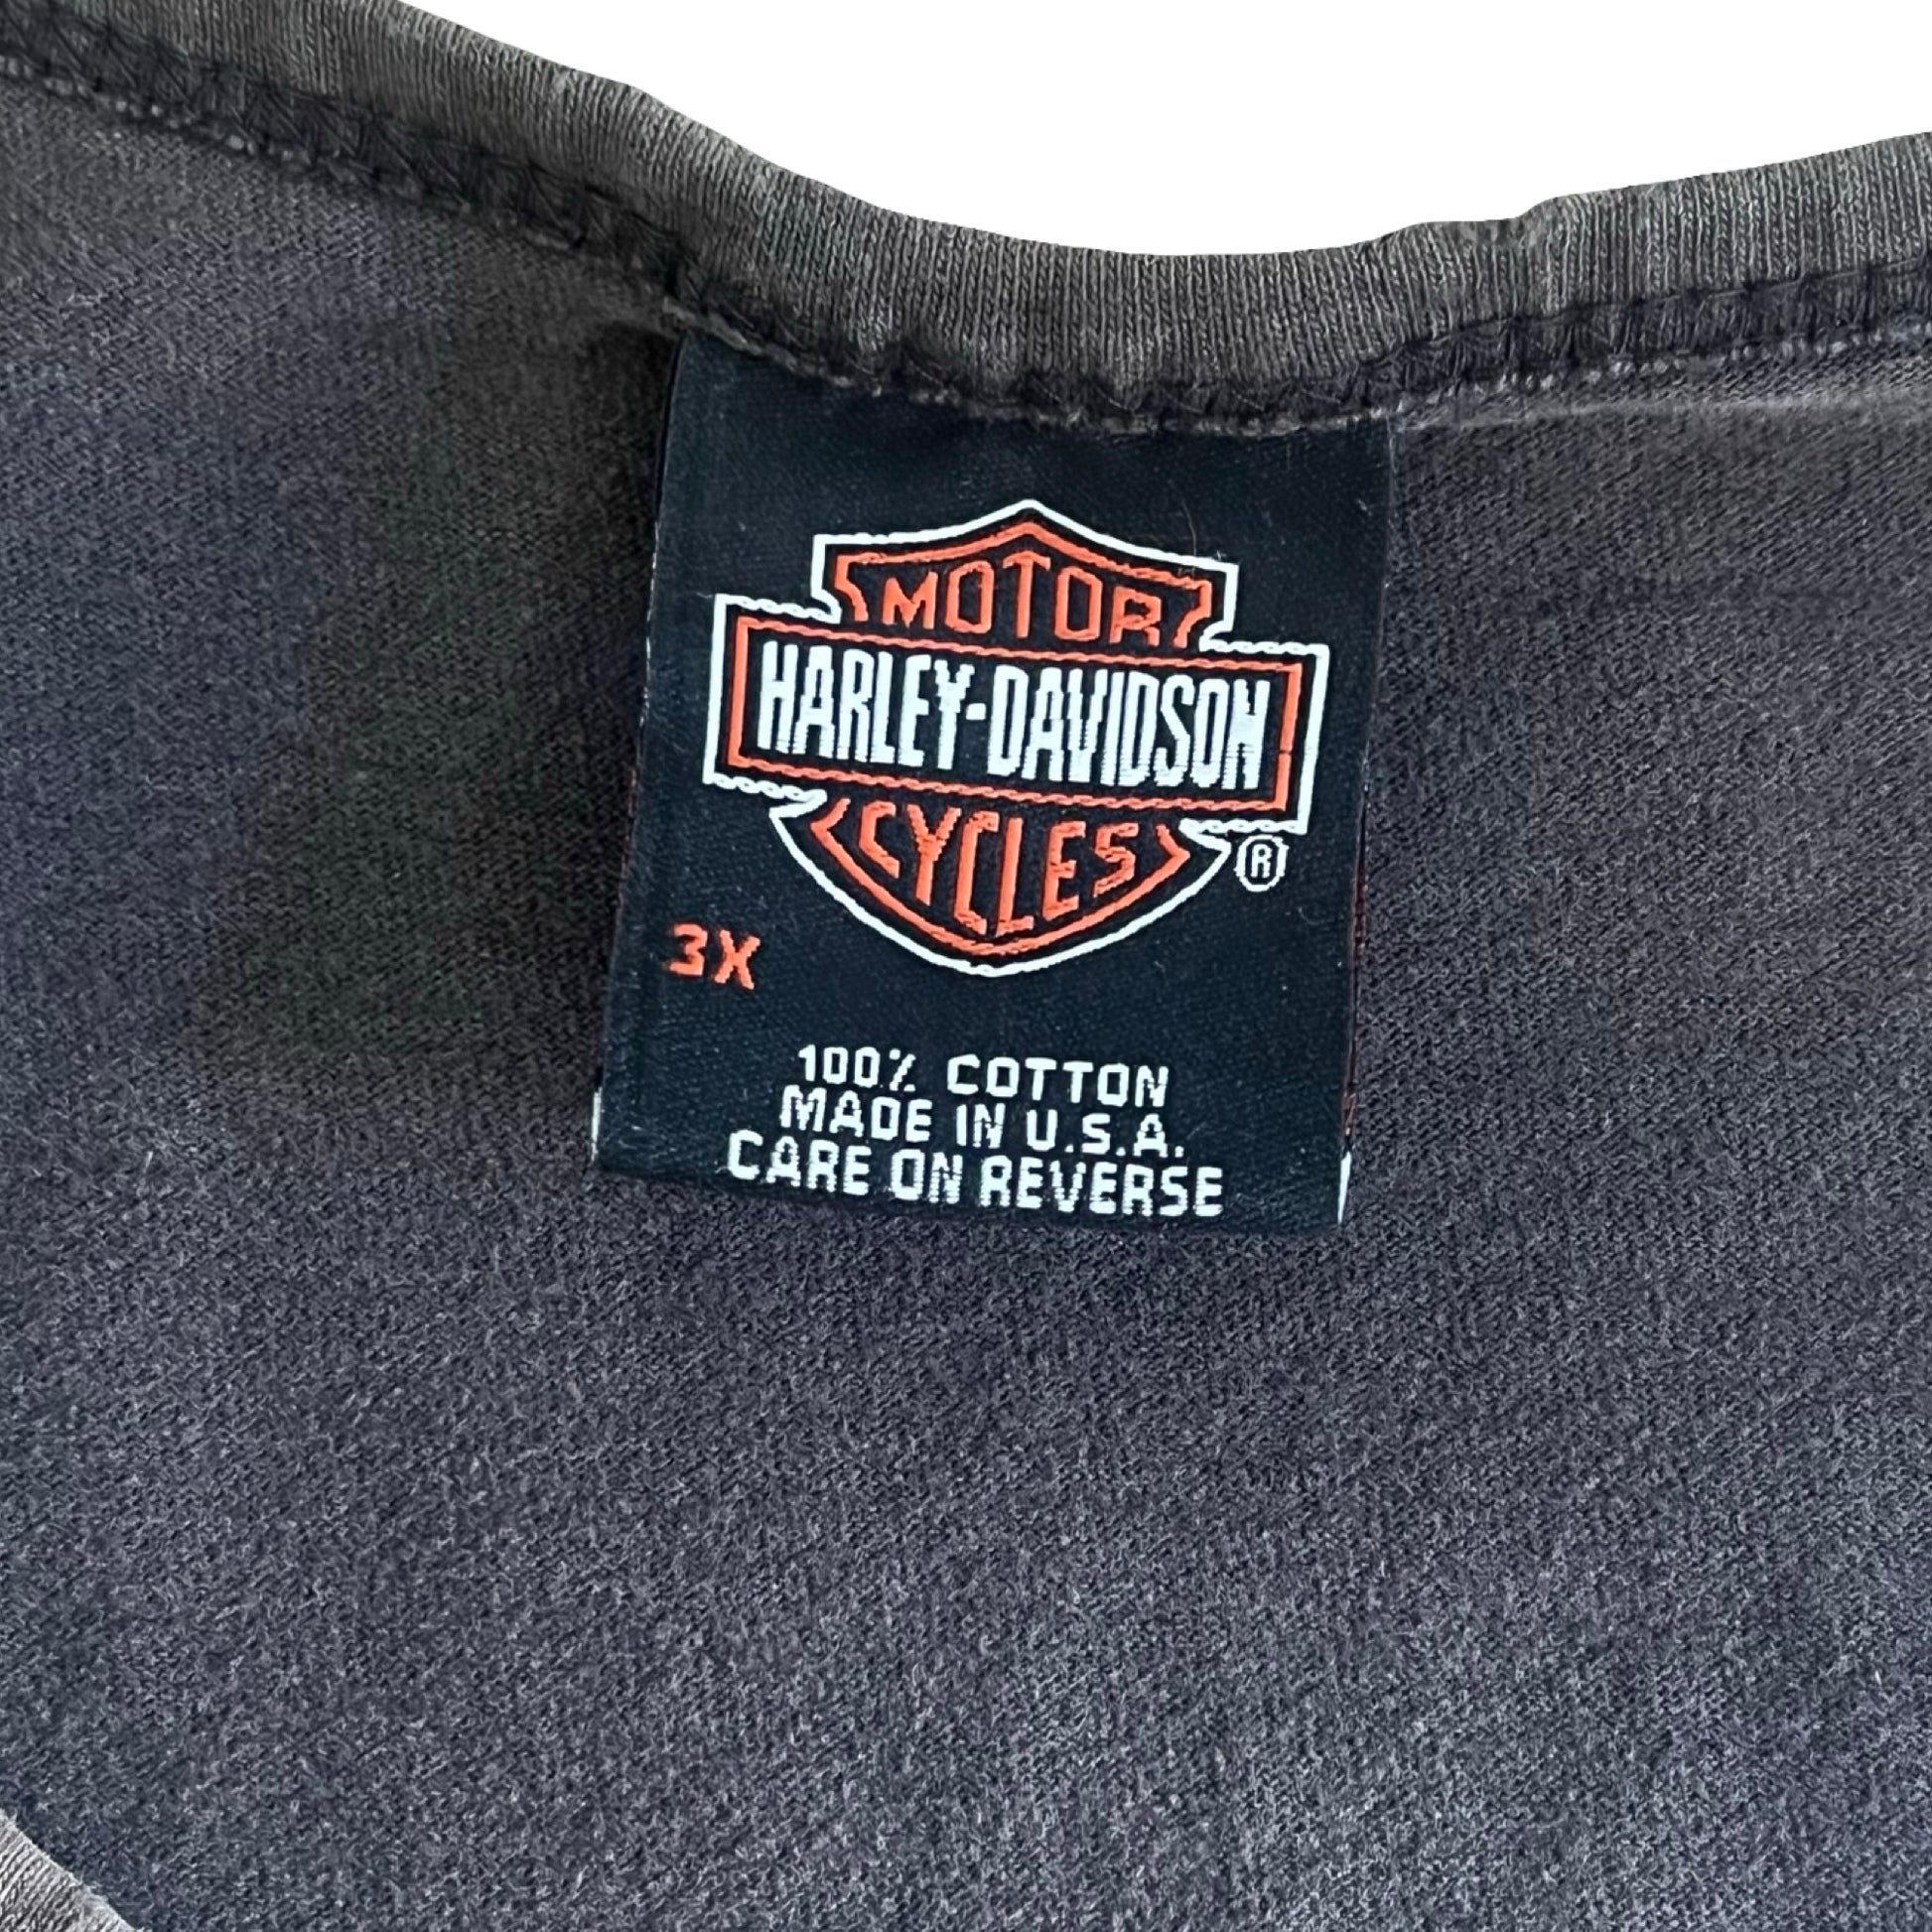 MOTOR
HARLEY-DAVIDSON
CYCLES
®
3X
100% COTTON
MADE IN U.S.A.
CARE ON REVERSE